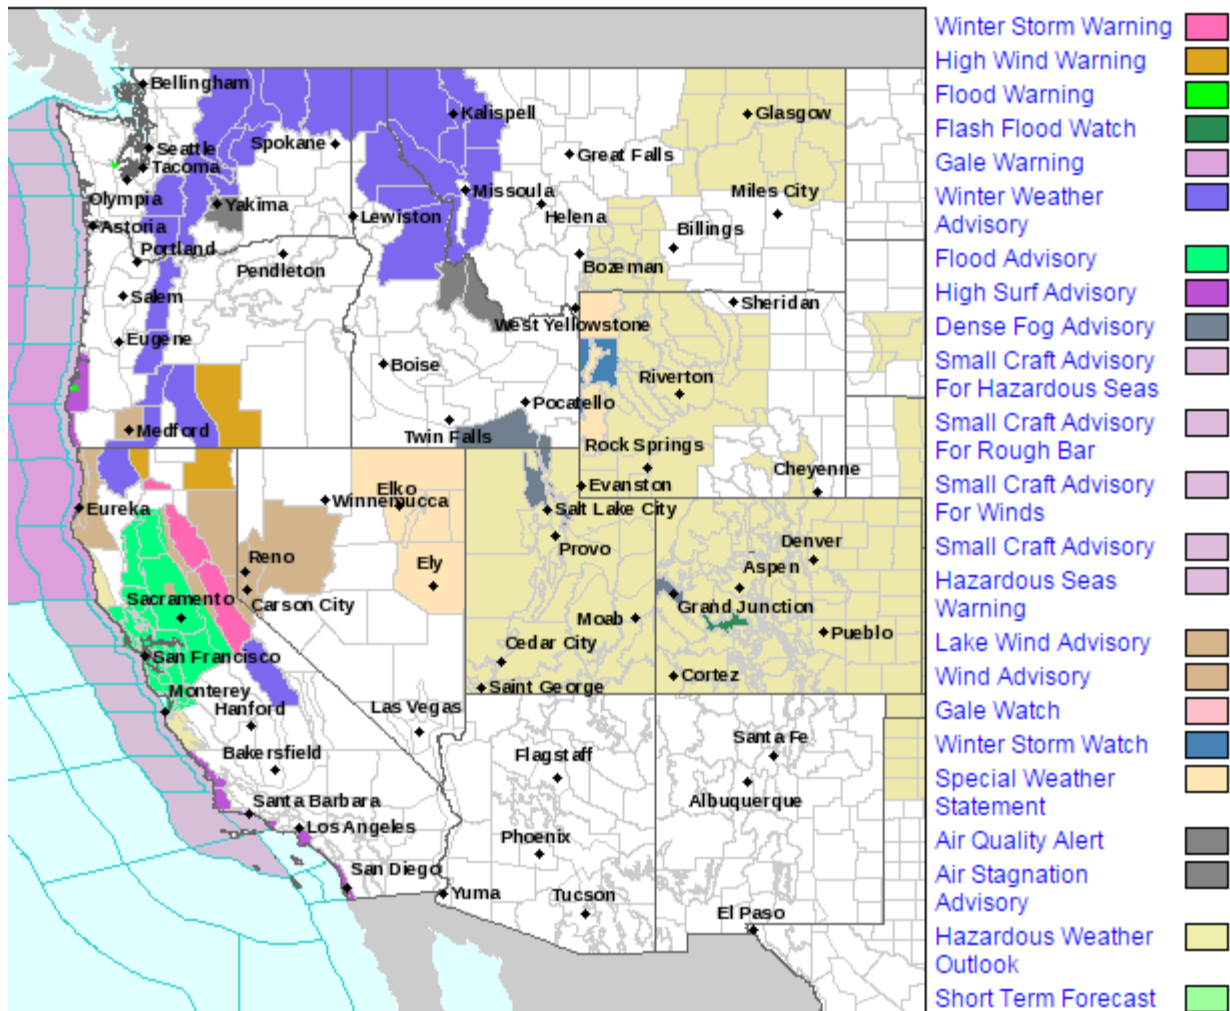 Bellingham
Seattle
Tacoma
Olympia
Astoria
Portland
Salem
Eugene
Medford
Spokane
Yakima
Pendleton
Lewiston
Kalispell
Missoula
Great Falls
Helena
Bozeman
Billings
Miles City
Glasgow
West Yellowstone
Sheridan
Boise
Pocatello
Twin Falls
Riverton
Rock Springs
Cheyenne
Evanston
Eureka
Winnemucca
Elko
Salt Lake City
Provo
Reno
Ely
Carson City
Sacramento
San Francisco
Monterey
Hanford
Bakersfield
Las Vegas
Moab
Cedar City
Saint George
Denver
Aspen
Grand Junction
Pueblo
Cortez
Santa Barbara
Los Angeles
San Diego
Yuma
Flagstaff
Phoenix
Tucson
Santa Fe
Albuquerque
El Paso
Winter Storm Warning
High Wind Warning
Flood Warning
Flash Flood Watch
Gale Warning
Winter Weather
Advisory
Flood Advisory
High Surf Advisory
Dense Fog Advisory
Small Craft Advisory
For Hazardous Seas
Small Craft Advisory
For Rough Bar
Small Craft Advisory
For Winds
Small Craft Advisory
Hazardous Seas
Warning
Lake Wind Advisory
Wind Advisory
Gale Watch
Winter Storm Watch
Special Weather
Statement
Air Quality Alert
Air Stagnation
Advisory
Hazardous Weather
Outlook
Short Term Forecast